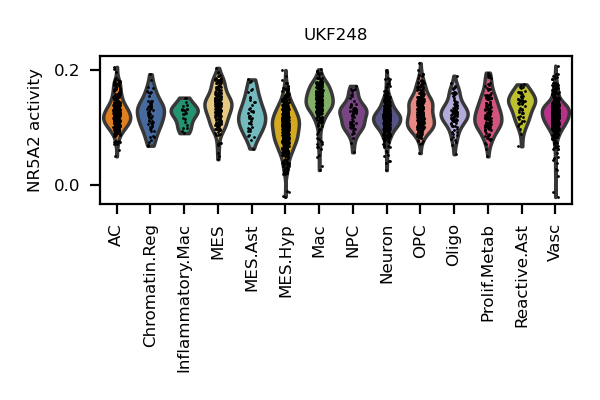 UKF248
NR5A2 activity
0.2
0.0
AC
Chromatin.Reg
Inflammatory.Mac
MES
MES.Ast
MES.Hyp
Mac
NPC
Neuron
OPC
Oligo
Prolif.Metab
Reactive.Ast
Vasc